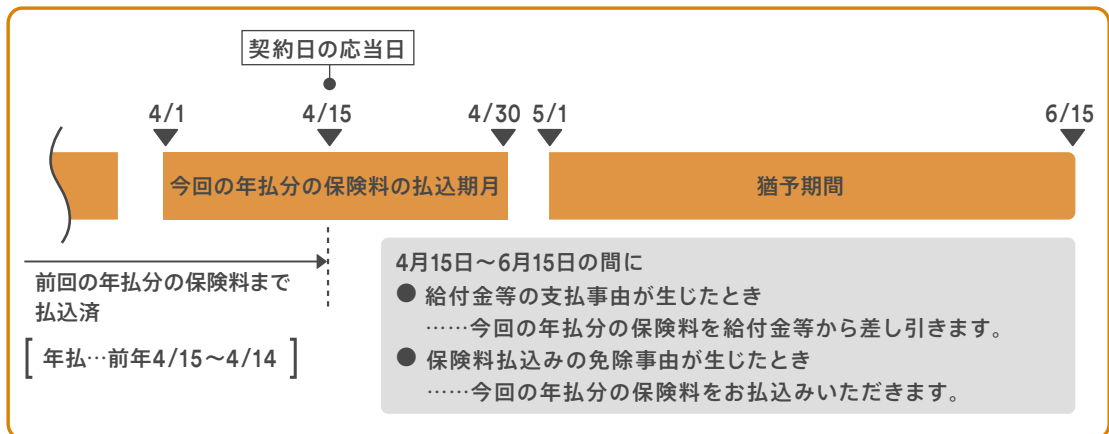 契約日の応当日
4/1
4/15
4/30
5/1
6/15
今回の年払分の保険料の払込期月
猶予期間
前回の年払分の保険料まで
払込済
[ 年払…前年4/15～4/14 ]
4月15日～6月15日の間に
● 給付金等の支払事由が生じたとき
……今回の年払分の保険料を給付金等から差し引きます。
● 保険料払込みの免除事由が生じたとき
……今回の年払分の保険料をお払込みいただきます。